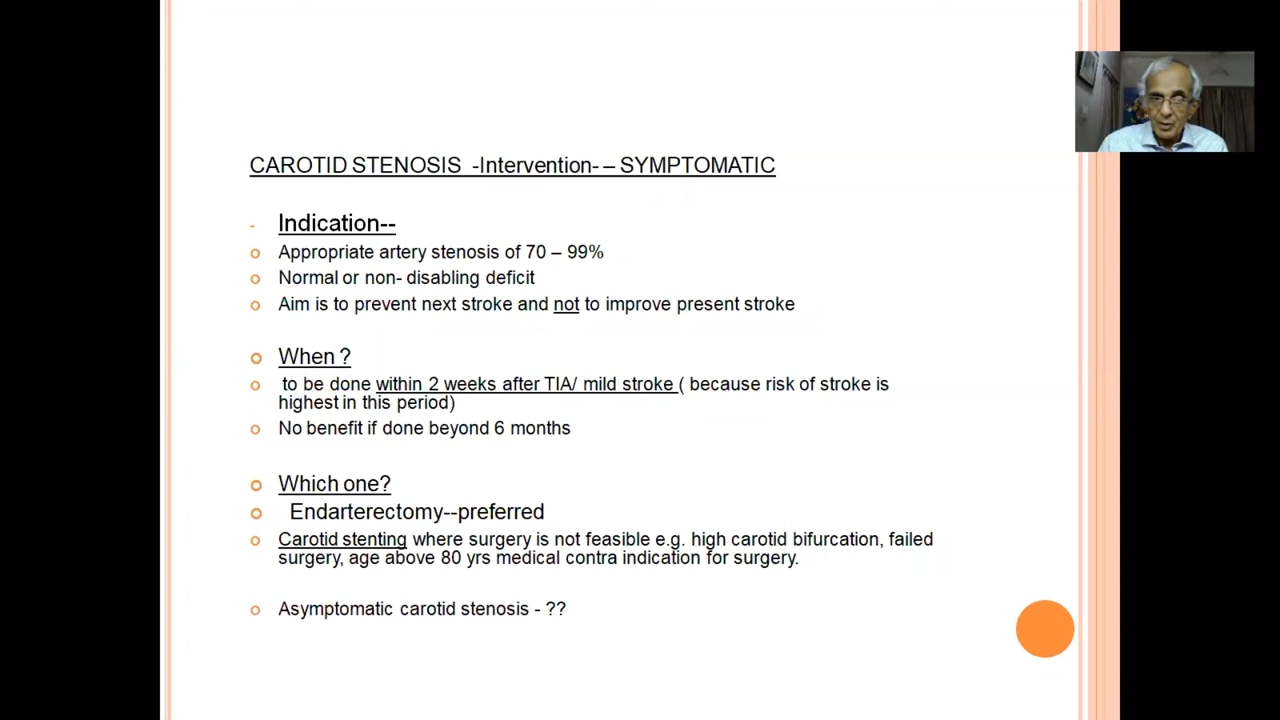 CAROTID STENOSIS -Intervention- – SYMPTOMATIC
- Indication--
Appropriate artery stenosis of 70 – 99%
Normal or non- disabling deficit
Aim is to prevent next stroke and not to improve present stroke
When ?
to be done within 2 weeks after TIA/ mild stroke ( because risk of stroke is
highest in this period)
No benefit if done beyond 6 months
Which one?
Endarterectomy--preferred
Carotid stenting where surgery is not feasible e.g. high carotid bifurcation, failed
surgery, age above 80 yrs medical contra indication for surgery.
Asymptomatic carotid stenosis - ??